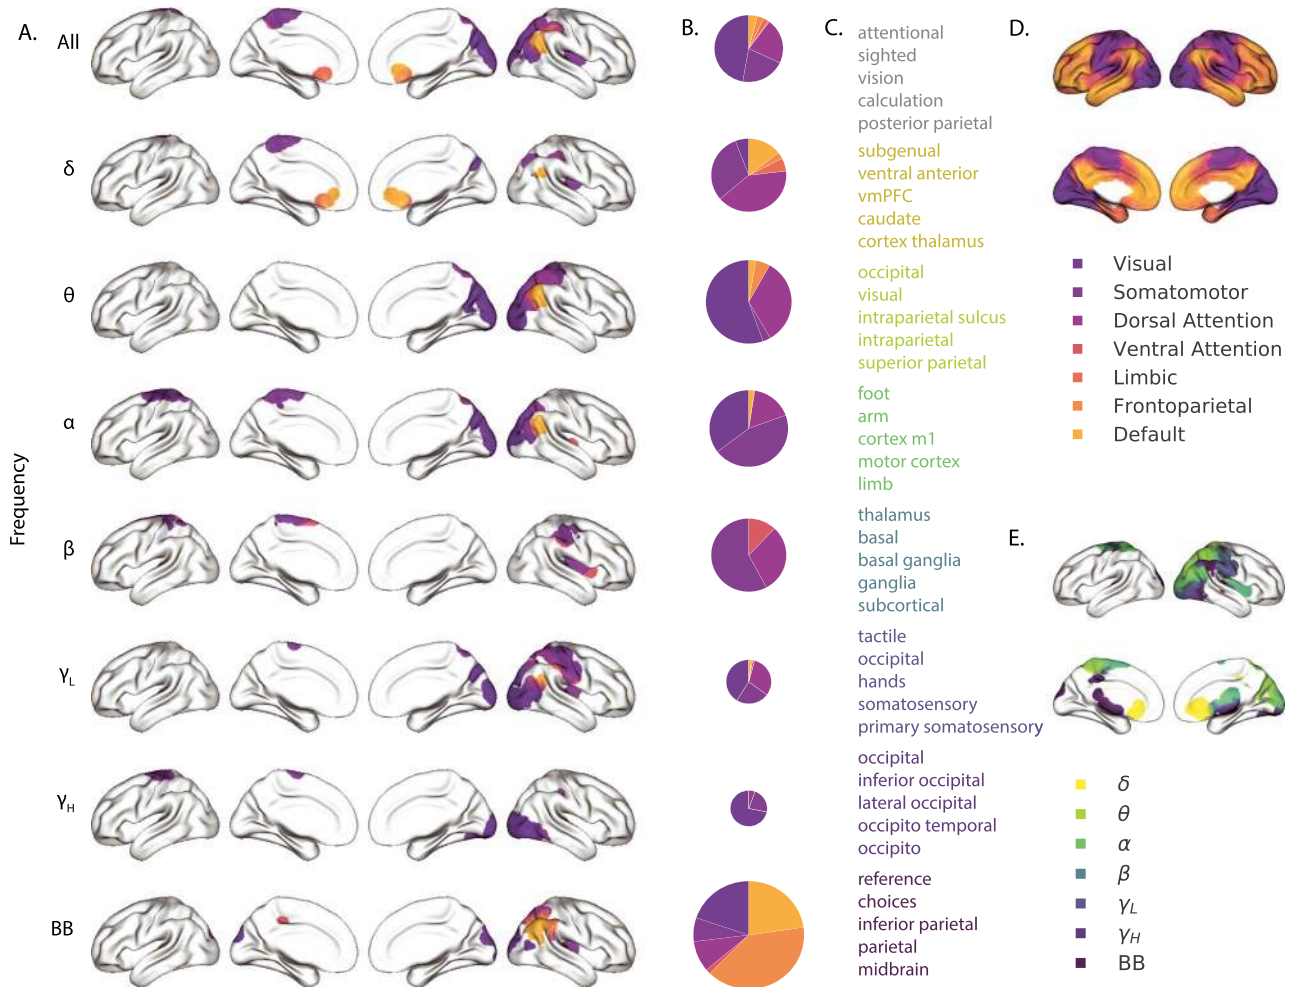 A.
All
δ
θ
α
β
γL
γH
BB
Frequency
B.
C.
attentional
sighted
vision
calculation
posterior parietal
subgenual
ventral anterior
vmPFC
caudate
cortex thalamus
occipital
visual
intraparietal sulcus
intraparietal
superior parietal
foot
arm
cortex m1
motor cortex
limb
thalamus
basal
basal ganglia
ganglia
subcortical
tactile
occipital
hands
somatosensory
primary somatosensory
occipital
inferior occipital
lateral occipital
occipito temporal
occipito
reference
choices
inferior parietal
parietal
midbrain
D.
Visual
Somatomotor
Dorsal Attention
Ventral Attention
Limbic
Frontoparietal
Default
E.
δ
θ
α
β
γL
γH
BB